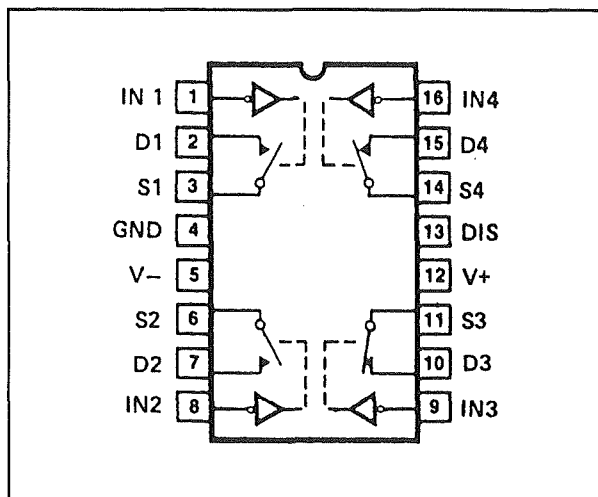 IN 1 1 16 IN4
D1 2 15 D4
S1 3 14 S4
GND 4 13 DIS
V− 5 12 V+
S2 6 11 S3
D2 7 10 D3
IN2 8 9 IN3